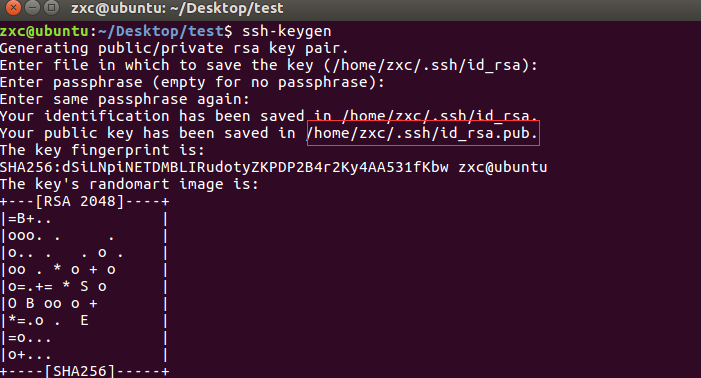 zxc@ubuntu: ~/Desktop/test
zxc@ubuntu:~/Desktop/test$ ssh-keygen
Generating public/private rsa key pair.
Enter file in which to save the key (/home/zxc/.ssh/id_rsa):
Enter passphrase (empty for no passphrase):
Enter same passphrase again:
Your identification has been saved in /home/zxc/.ssh/id_rsa.
Your public key has been saved in /home/zxc/.ssh/id_rsa.pub.
The key fingerprint is:
SHA256:dSiLNpiNETDMBLIRudotyZKPDP2B4r2Ky4AA531fKbw zxc@ubuntu
The key's randomart image is:
+---[RSA 2048]----+
|=B+..            |
|ooo. .     .     |
|o.. .   . o .    |
|oo . * o + o     |
|o=.+= * S o      |
|O B oo o +       |
|*=.o .  E        |
|=o...            |
|o+...            |
+----[SHA256]-----+